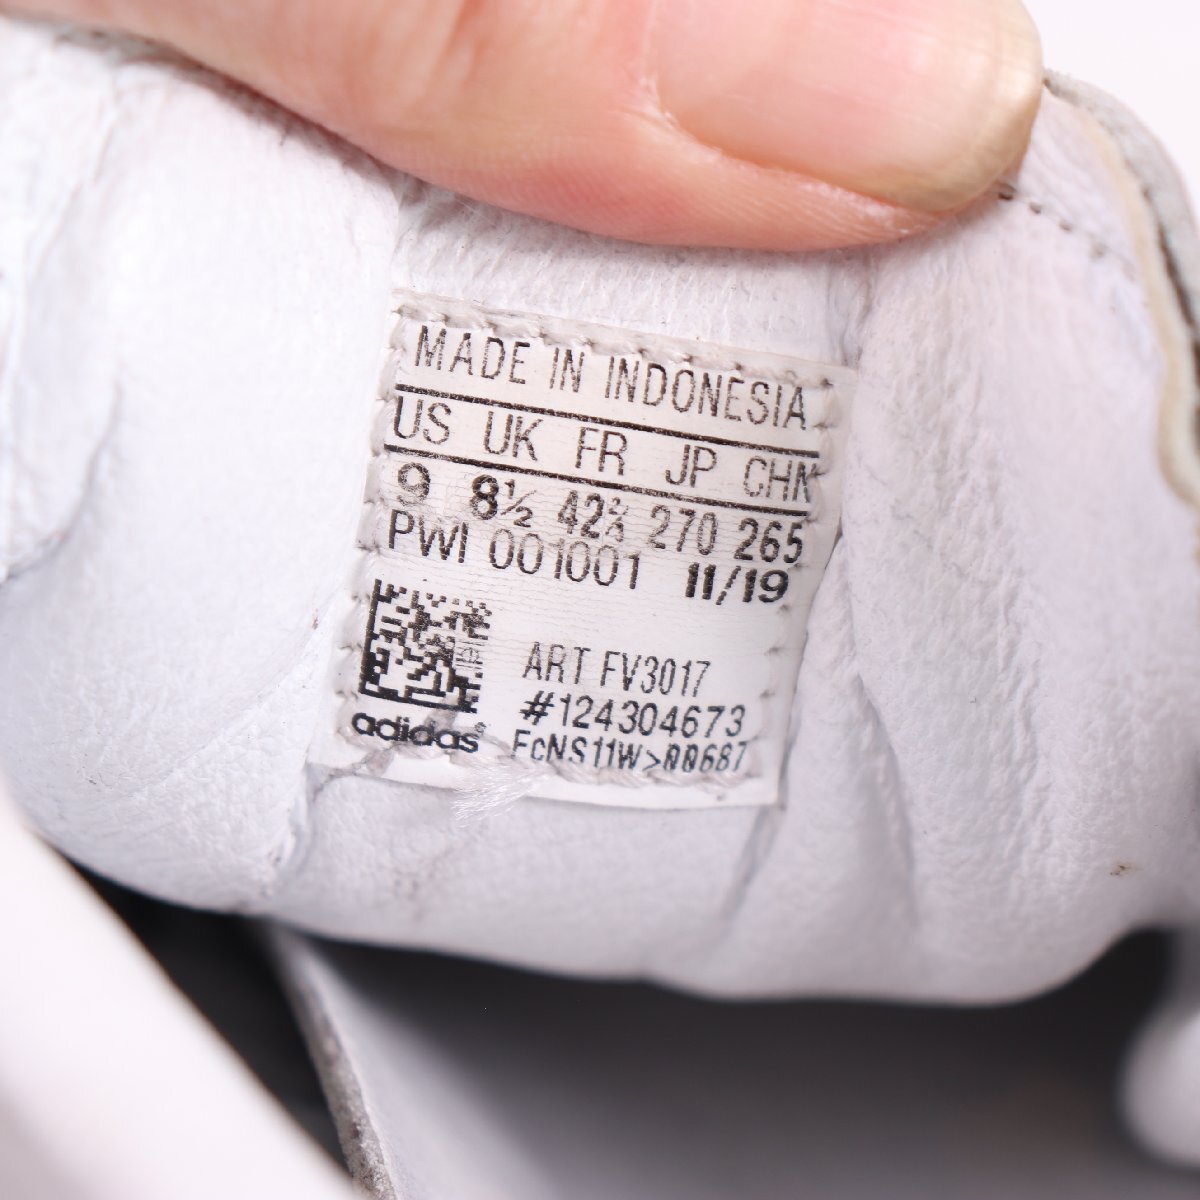 MADE IN INDONESIA
US UK FR JP CHN
9 8½ 42⅔ 270 265
PWI 001001 11/19
ART FV3017
#124304673
adidas
EcNS11W>00687